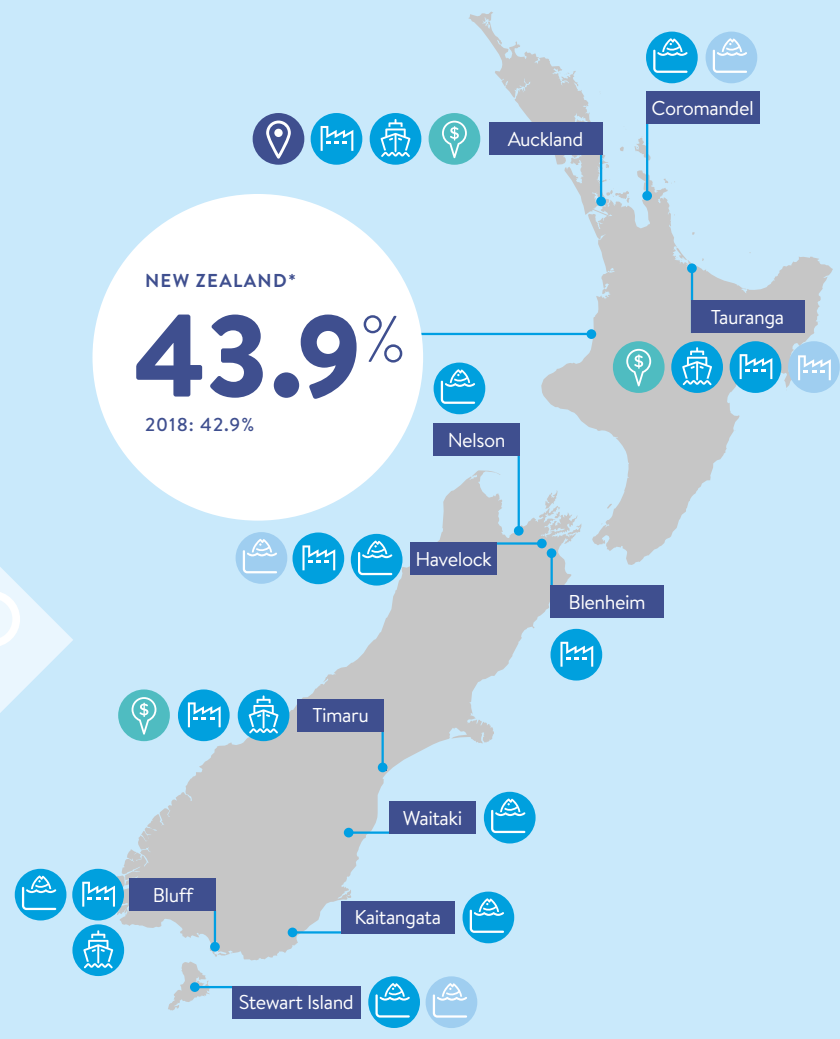 Coromandel
Auckland
NEW ZEALAND*
43.9%
2018: 42.9%
Tauranga
$
$
Nelson
Havelock
Blenheim
$
Timaru
Waitaki
Bluff
Kaitangata
Stewart Island